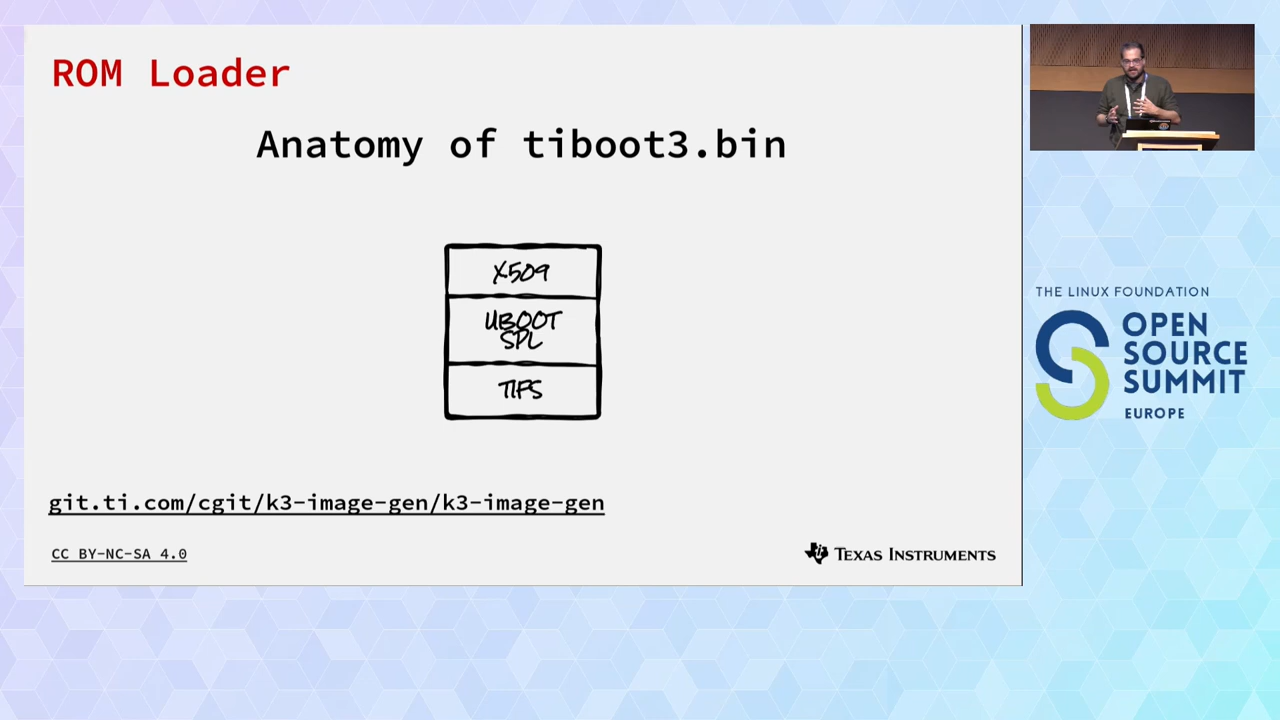 ROM Loader
Anatomy of tiboot3.bin
X509
UBOOT
SPL
TIFS
git.ti.com/cgit/k3-image-gen/k3-image-gen
CC BY-NC-SA 4.0
TEXAS INSTRUMENTS
THE LINUX FOUNDATION
OPEN
SOURCE
SUMMIT
EUROPE